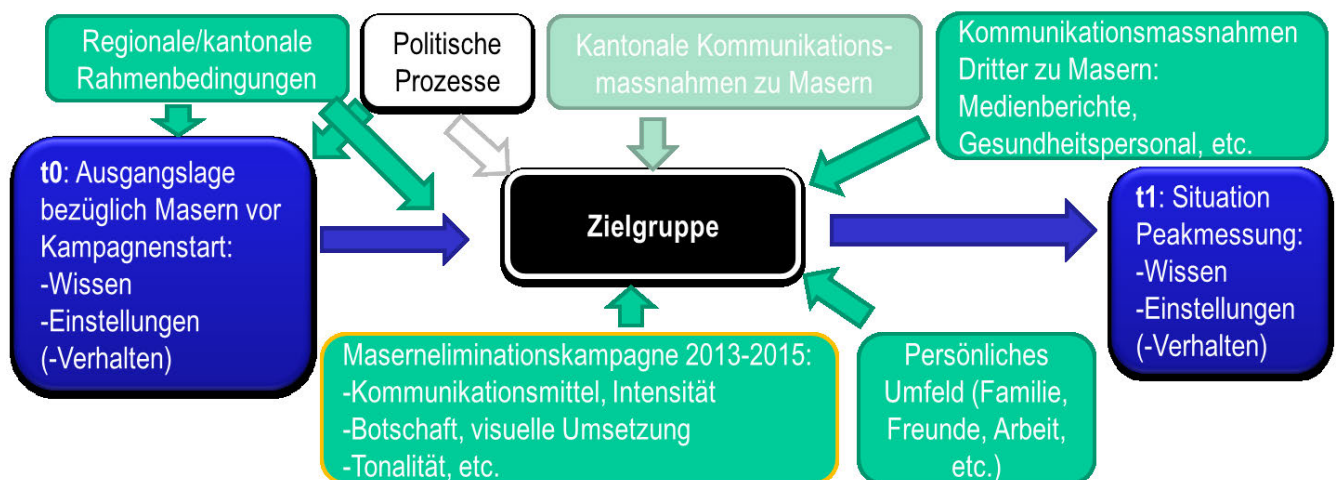 Regionale/kantonale
Rahmenbedingungen
Politische
Prozesse
Kantonale Kommunikations-
massnahmen zu Masern
Kommunikationsmassnahmen
Dritter zu Masern:
Medienberichte,
Gesundheitspersonal, etc.
t0: Ausgangslage
bezüglich Masern vor
Kampagnenstart:
-Wissen
-Einstellungen
(-Verhalten)
Zielgruppe
t1: Situation
Peakmessung:
-Wissen
-Einstellungen
(-Verhalten)
Maserneliminationskampagne 2013-2015:
-Kommunikationsmittel, Intensität
-Botschaft, visuelle Umsetzung
-Tonalität, etc.
Persönliches
Umfeld (Familie,
Freunde, Arbeit,
etc.)